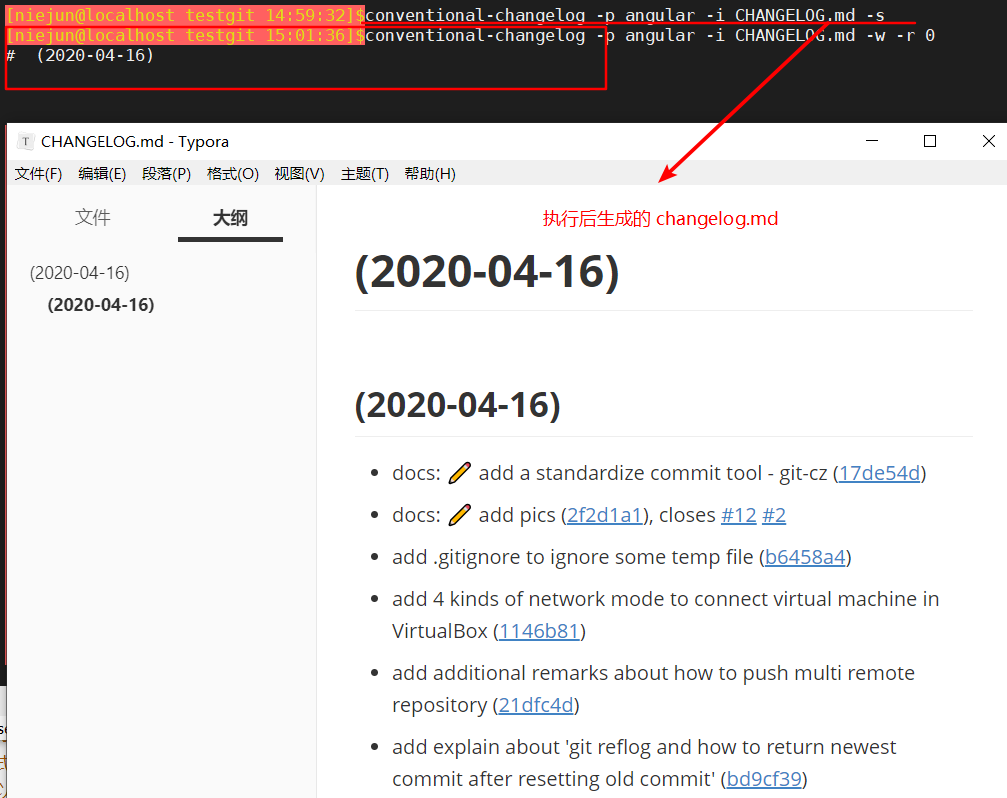 [niejun@localhost testgit 14:59:32]$conventional-changelog -p angular -i CHANGELOG.md -s
[niejun@localhost testgit 15:01:36]$conventional-changelog -p angular -i CHANGELOG.md -w -r 0
#  (2020-04-16)
T CHANGELOG.md - Typora
文件(F) 编辑(E) 段落(P) 格式(O) 视图(V) 主题(T) 帮助(H)
文件 大纲
执行后生成的 changelog.md
(2020-04-16)
(2020-04-16)
(2020-04-16)
(2020-04-16)
docs: ✏️ add a standardize commit tool - git-cz (17de54d)
docs: ✏️ add pics (2f2d1a1), closes #12 #2
add .gitignore to ignore some temp file (b6458a4)
add 4 kinds of network mode to connect virtual machine in
VirtualBox (1146b81)
add additional remarks about how to push multi remote
repository (21dfc4d)
add explain about 'git reflog and how to return newest
commit after resetting old commit' (bd9cf39)